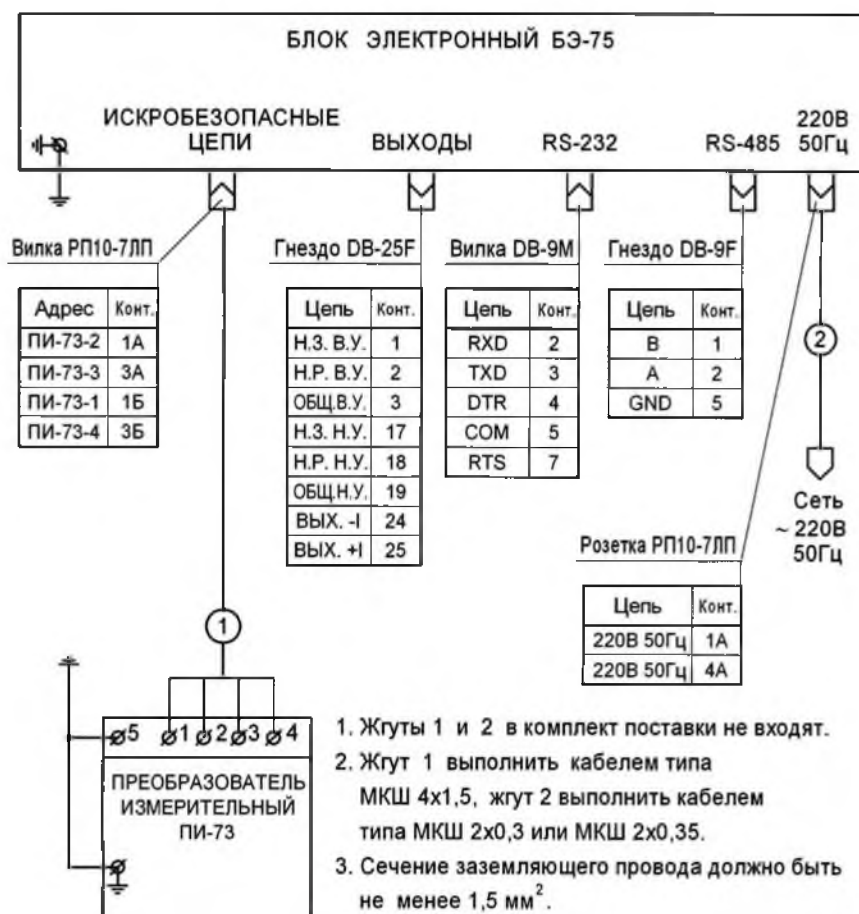 БЛОК ЭЛЕКТРОННЫЙ БЭ-75
ИСКРОБЕЗОПАСНЫЕ
ЦЕПИ
ВЫХОДЫ
RS-232
RS-485
220В
50Гц
Вилка РП10-7ЛП
Адрес Конт.
ПИ-73-2 1А
ПИ-73-3 3А
ПИ-73-1 1Б
ПИ-73-4 3Б
Гнездо DB-25F
Цепь Конт.
Н.З. В.У. 1
Н.Р. В.У. 2
ОБЩ.В.У. 3
Н.З. Н.У. 17
Н.Р. Н.У. 18
ОБЩ.Н.У. 19
ВЫХ. -I 24
ВЫХ. +I 25
Вилка DB-9M
Цепь Конт.
RXD 2
TXD 3
DTR 4
COM 5
RTS 7
Гнездо DB-9F
Цепь Конт.
B 1
A 2
GND 5
2
Сеть
~ 220В
50Гц
Розетка РП10-7ЛП
Цепь Конт.
220В 50Гц 1А
220В 50Гц 4А
1
5 1 2 3 4
ПРЕОБРАЗОВАТЕЛЬ
ИЗМЕРИТЕЛЬНЫЙ
ПИ-73
1. Жгуты 1 и 2 в комплект поставки не входят.
2. Жгут 1 выполнить кабелем типа
МКШ 4х1,5, жгут 2 выполнить кабелем
типа МКШ 2х0,3 или МКШ 2х0,35.
3. Сечение заземляющего провода должно быть
не менее 1,5 мм².